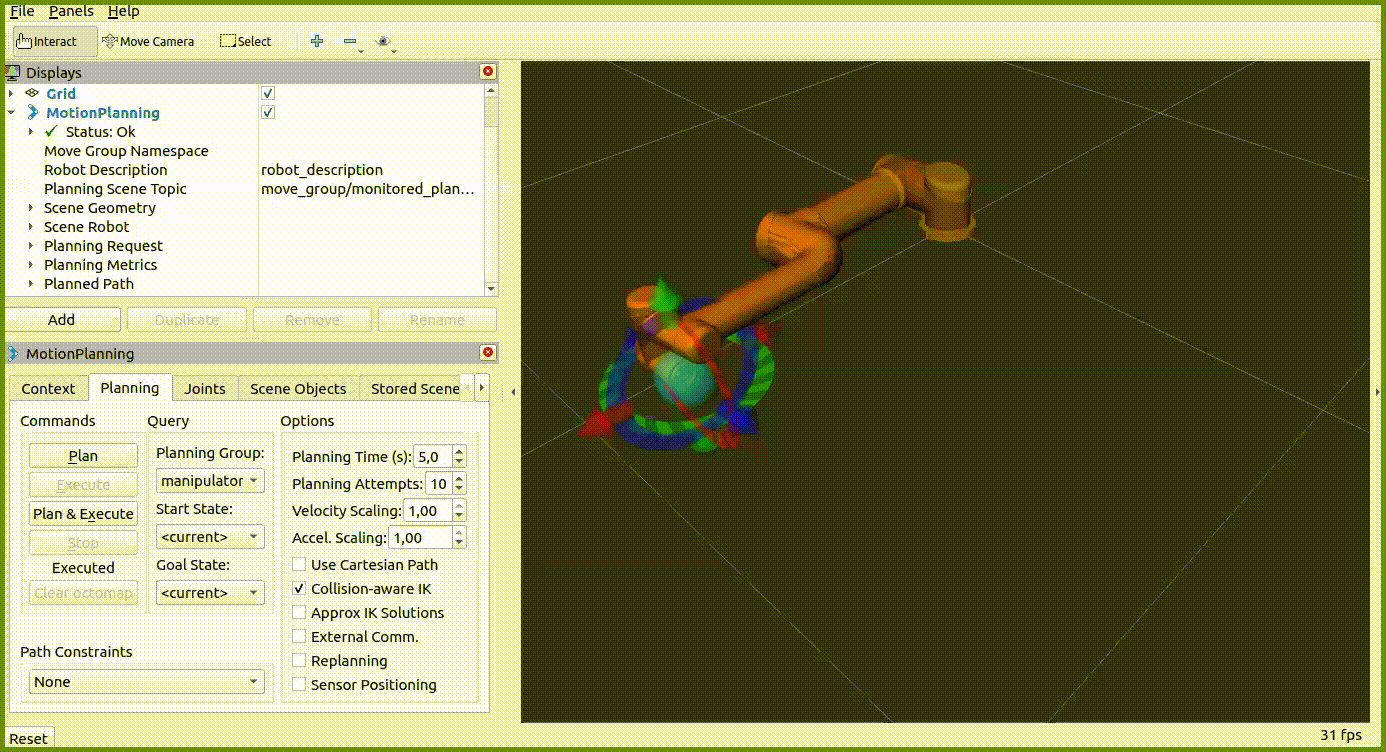 File Panels Help
Interact Move Camera Select
Displays
Grid
MotionPlanning
Status: Ok
Move Group Namespace
Robot Description robot_description
Planning Scene Topic move_group/monitored_plan...
Scene Geometry
Scene Robot
Planning Request
Planning Metrics
Planned Path
Add Duplicate Remove Rename
MotionPlanning
Context Planning Joints Scene Objects Stored Scene
Commands Query Options
Plan
Execute
Plan & Execute
Stop
Executed
Clear octomap
Planning Group:
manipulator
Start State:
<current>
Goal State:
<current>
Planning Time (s): 5,0
Planning Attempts: 10
Velocity Scaling: 1,00
Accel. Scaling: 1,00
Use Cartesian Path
Collision-aware IK
Approx IK Solutions
External Comm.
Replanning
Sensor Positioning
Path Constraints
None
Reset
31 fps